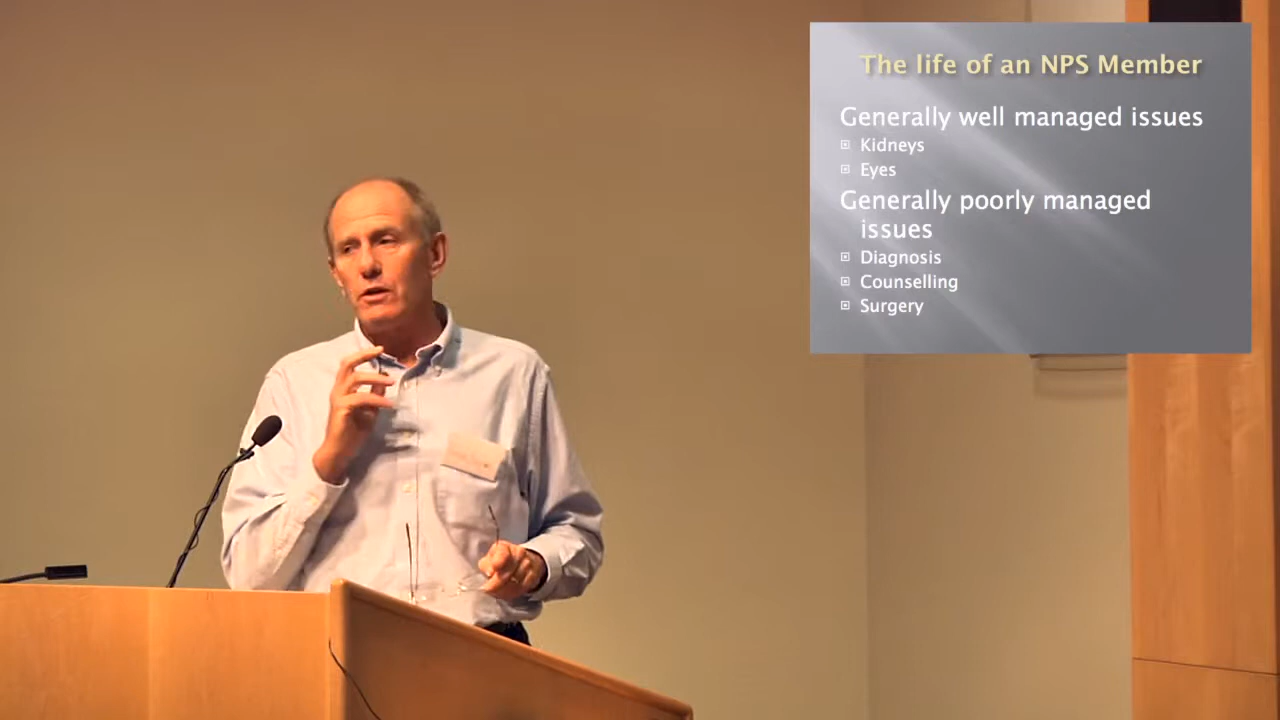 The life of an NPS Member
Generally well managed issues
Kidneys
Eyes
Generally poorly managed
issues
Diagnosis
Counselling
Surgery